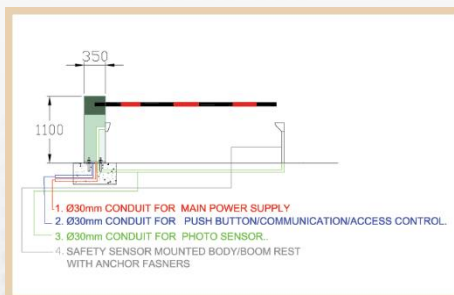 350
1100
1. Ø30mm CONDUIT FOR MAIN POWER SUPPLY
2. Ø30mm CONDUIT FOR PUSH BUTTON/COMMUNICATION/ACCESS CONTROL.
3. Ø30mm CONDUIT FOR PHOTO SENSOR..
4. SAFETY SENSOR MOUNTED BODY/BOOM REST
WITH ANCHOR FASNERS